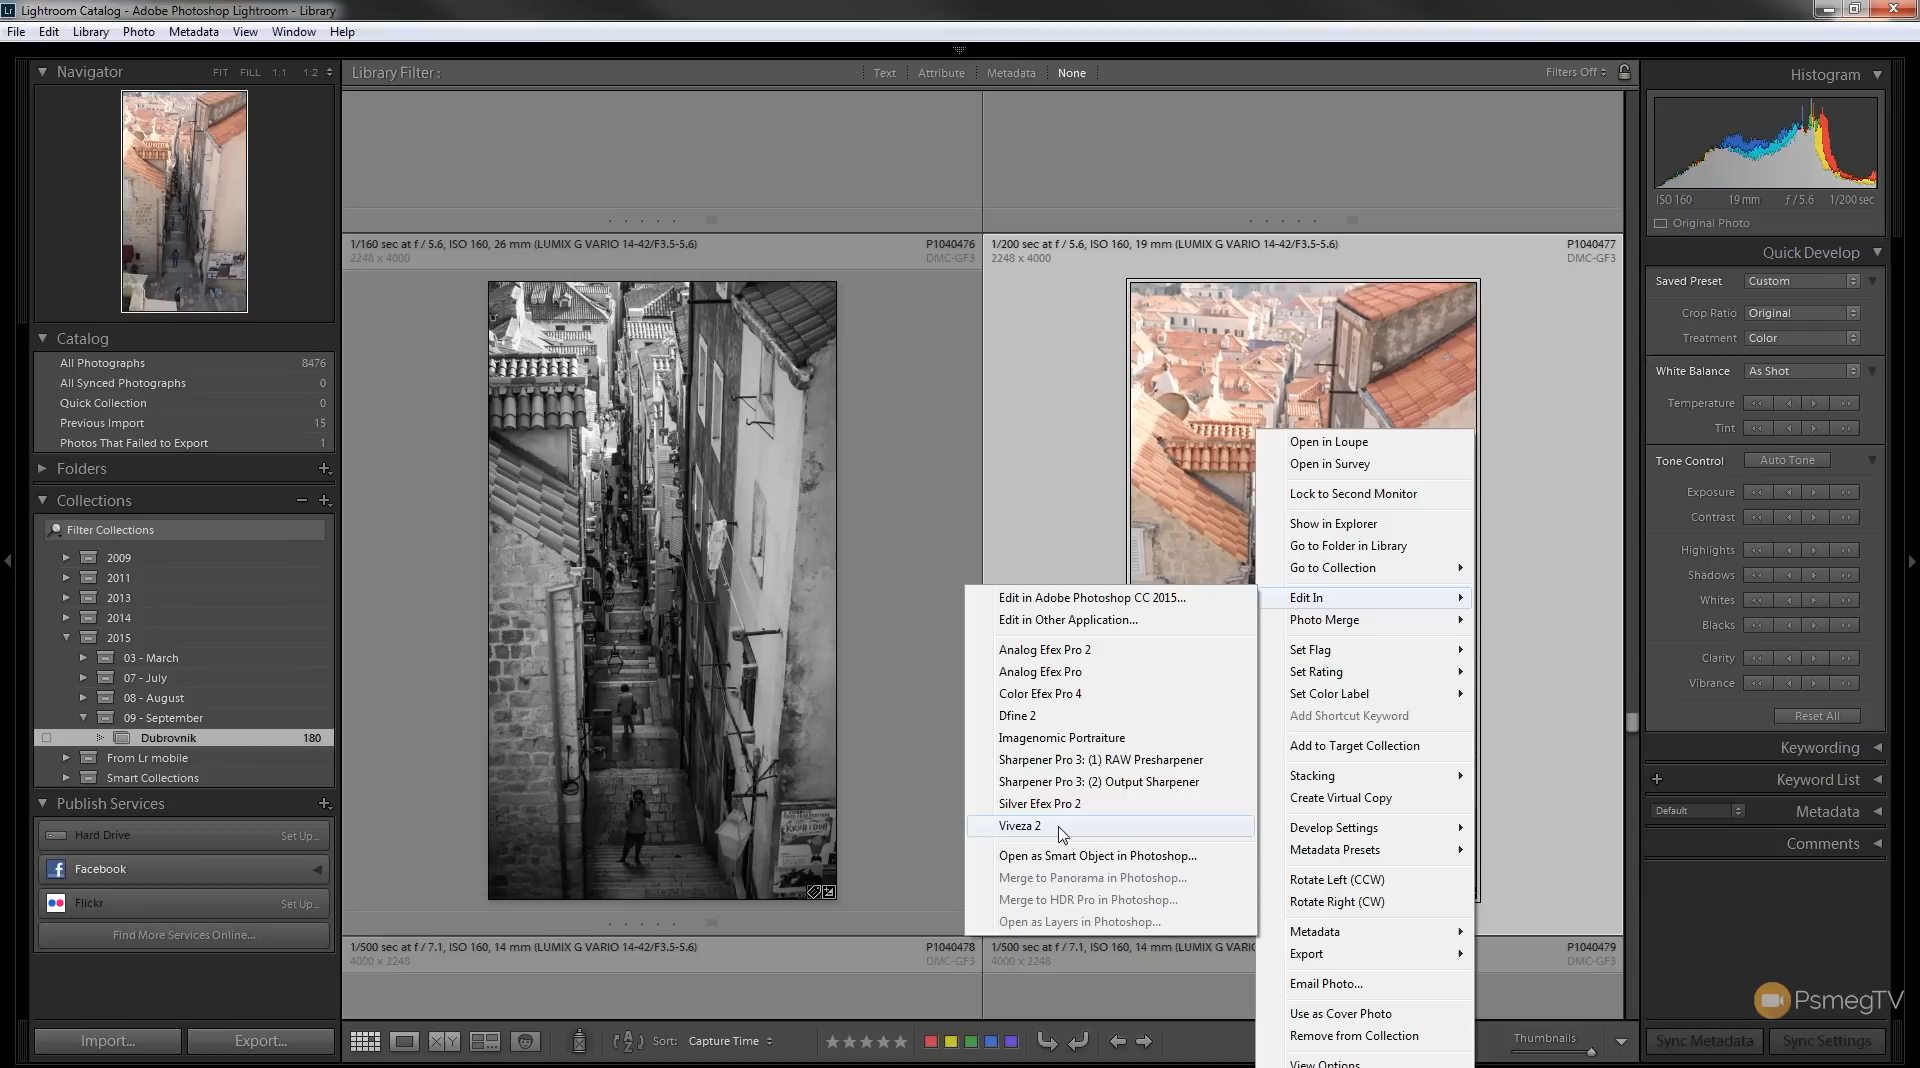 Lr Lightroom Catalog - Adobe Photoshop Lightroom - Library
File Edit Library Photo Metadata View Window Help
Navigator FIT FILL 1:1 1:2
Catalog
All Photographs 8476
All Synced Photographs 0
Quick Collection 0
Previous Import 15
Photos That Failed to Export 1
Folders
Collections
Filter Collections
2009
2011
2013
2014
2015
03 - March
07 - July
08 - August
09 - September
Dubrovnik 180
From Lr mobile
Smart Collections
Publish Services
Hard Drive Set Up...
Facebook
Flickr Set Up...
Find More Services Online...
Import... Export...
Library Filter : Text Attribute Metadata None Filters Off
1/160 sec at f / 5.6, ISO 160, 26 mm (LUMIX G VARIO 14-42/F3.5-5.6) P1040476
2248 x 4000 DMC-GF3
1/200 sec at f / 5.6, ISO 160, 19 mm (LUMIX G VARIO 14-42/F3.5-5.6) P1040477
2248 x 4000 DMC-GF3
1/500 sec at f / 7.1, ISO 160, 14 mm (LUMIX G VARIO 14-42/F3.5-5.6) P1040478
4000 x 2248 DMC-GF3
1/500 sec at f / 7.1, ISO 160, 14 mm (LUMIX G P1040479
4000 x 2248 DMC-GF3
Open in Loupe
Open in Survey
Lock to Second Monitor
Show in Explorer
Go to Folder in Library
Go to Collection
Edit In
Photo Merge
Set Flag
Set Rating
Set Color Label
Add Shortcut Keyword
Add to Target Collection
Stacking
Create Virtual Copy
Develop Settings
Metadata Presets
Rotate Left (CCW)
Rotate Right (CW)
Metadata
Export
Email Photo...
Use as Cover Photo
Remove from Collection
View Options
Edit in Adobe Photoshop CC 2015...
Edit in Other Application...
Analog Efex Pro 2
Analog Efex Pro
Color Efex Pro 4
Dfine 2
Imagenomic Portraiture
Sharpener Pro 3: (1) RAW Presharpener
Sharpener Pro 3: (2) Output Sharpener
Silver Efex Pro 2
Viveza 2
Open as Smart Object in Photoshop...
Merge to Panorama in Photoshop...
Merge to HDR Pro in Photoshop...
Open as Layers in Photoshop...
Sort: Capture Time
Thumbnails
Histogram
ISO 160 19 mm f / 5.6 1/200 sec
Original Photo
Quick Develop
Saved Preset Custom
Crop Ratio Original
Treatment Color
White Balance As Shot
Temperature
Tint
Tone Control Auto Tone
Exposure
Contrast
Highlights
Shadows
Whites
Blacks
Clarity
Vibrance
Reset All
Keywording
Keyword List
Default Metadata
Comments
PsmegTV
Sync Metadata Sync Settings